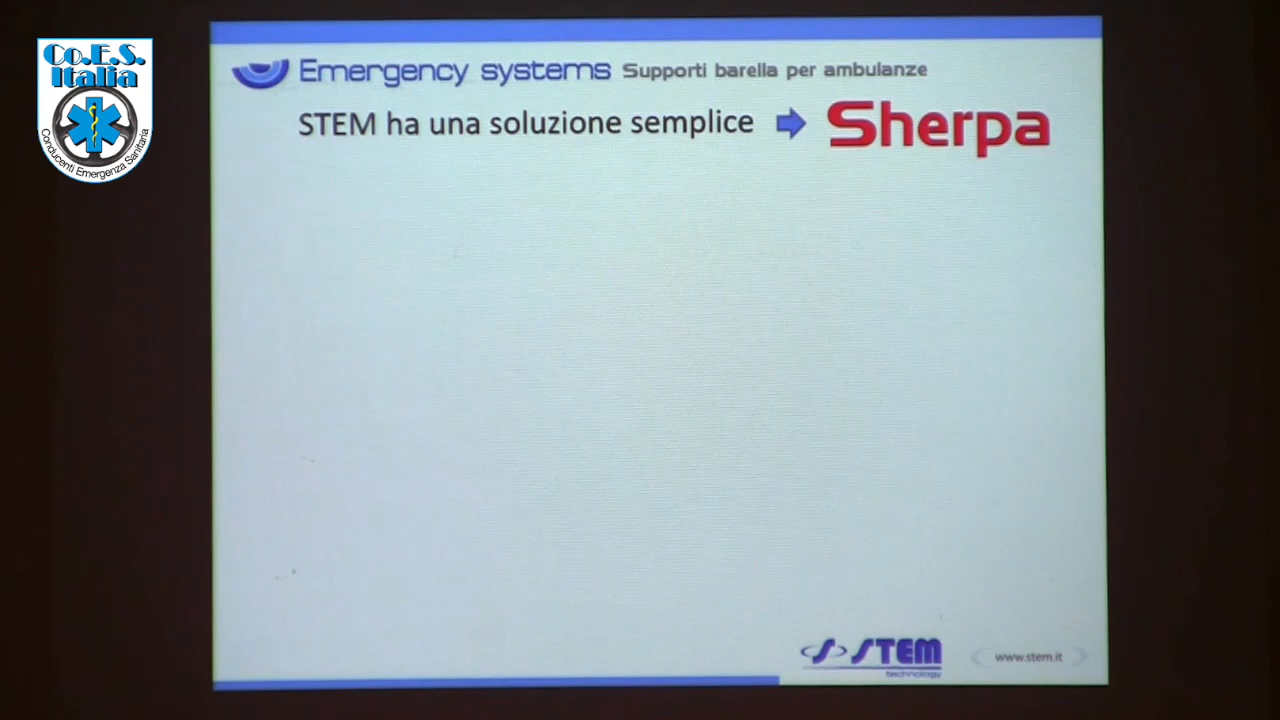 Co.E.S.
Italia
Conducenti Emergenza Sanitaria
Emergency systems Supporti barella per ambulanze
STEM ha una soluzione semplice Sherpa
STEM
technology
www.stem.it